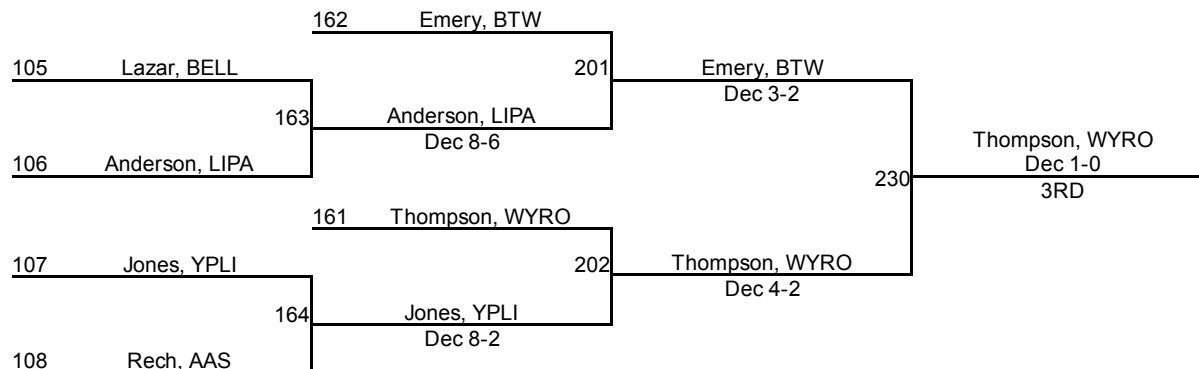 162 Emery, BTW
105 Lazar, BELL
201 Emery, BTW
Dec 3-2
163 Anderson, LIPA
Dec 8-6
106 Anderson, LIPA
Thompson, WYRO
Dec 1-0
230
3RD
161 Thompson, WYRO
107 Jones, YPLI
202 Thompson, WYRO
Dec 4-2
164 Jones, YPLI
Dec 8-2
108 Rech, AAS